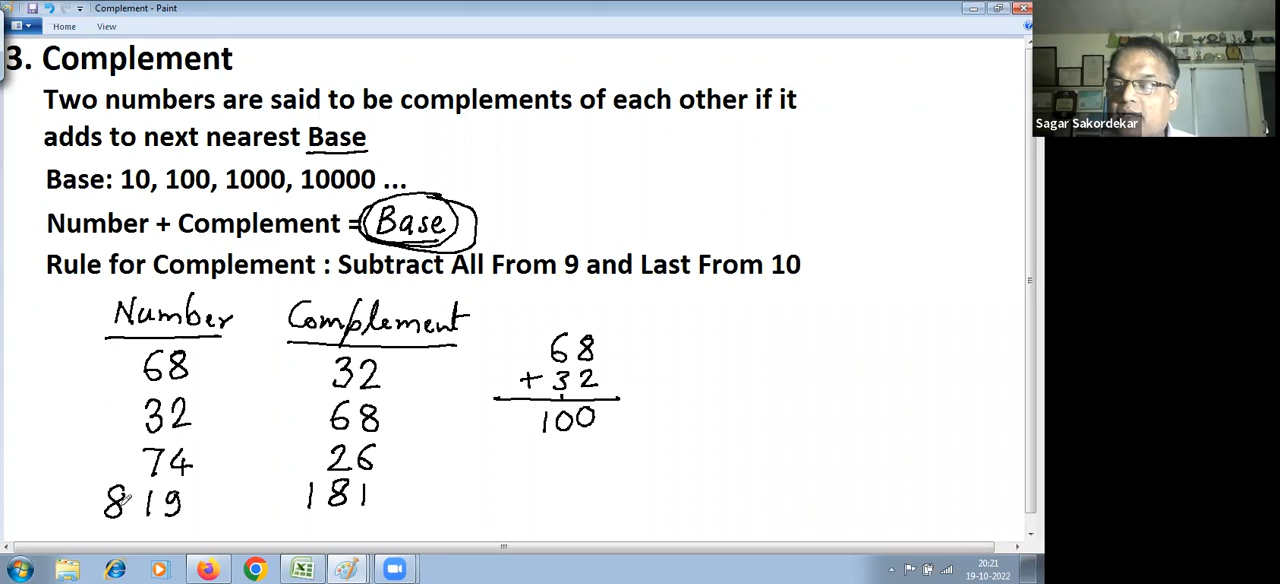 Complement - Paint
Home View
3. Complement
Two numbers are said to be complements of each other if it
adds to next nearest Base
Base: 10, 100, 1000, 10000 ...
Number + Complement = Base
Rule for Complement : Subtract All From 9 and Last From 10
Number Complement
68 32
32 68
74 26
819 181
68
+ 32
100
Sagar Sakordekar
20:21
19-10-2022